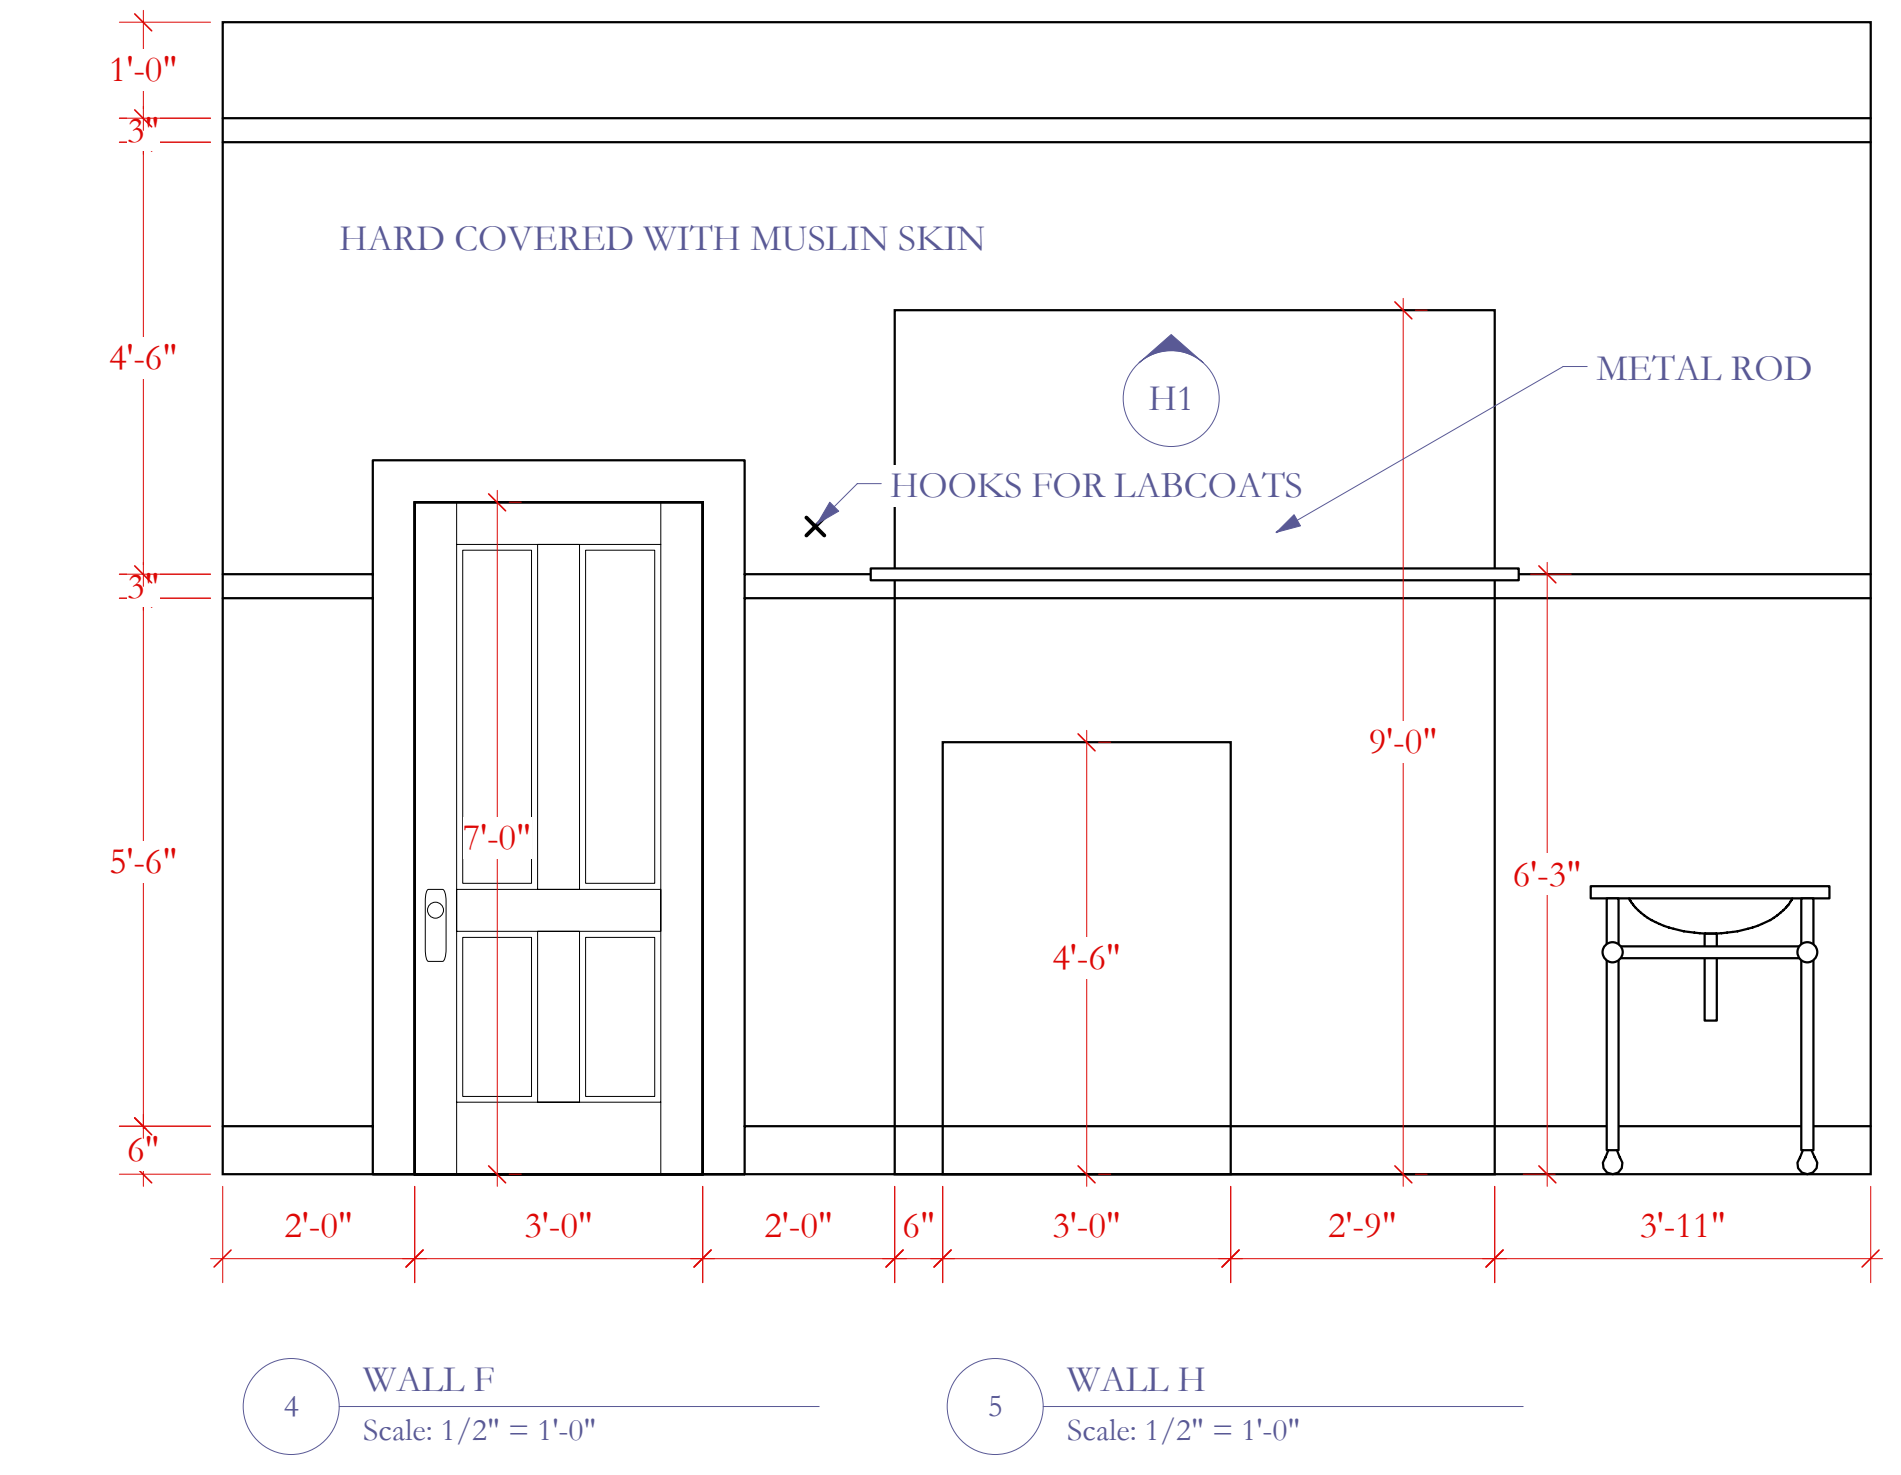 1'-0"
3"
HARD COVERED WITH MUSLIN SKIN
4'-6"
METAL ROD
H1
HOOKS FOR LABCOATS
3"
9'-0"
7'-0"
5'-6"
6'-3"
4'-6"
6"
2'-0" 3'-0" 2'-0" 6" 3'-0" 2'-9" 3'-11"
4
WALL F
Scale: 1/2" = 1'-0"
5
WALL H
Scale: 1/2" = 1'-0"